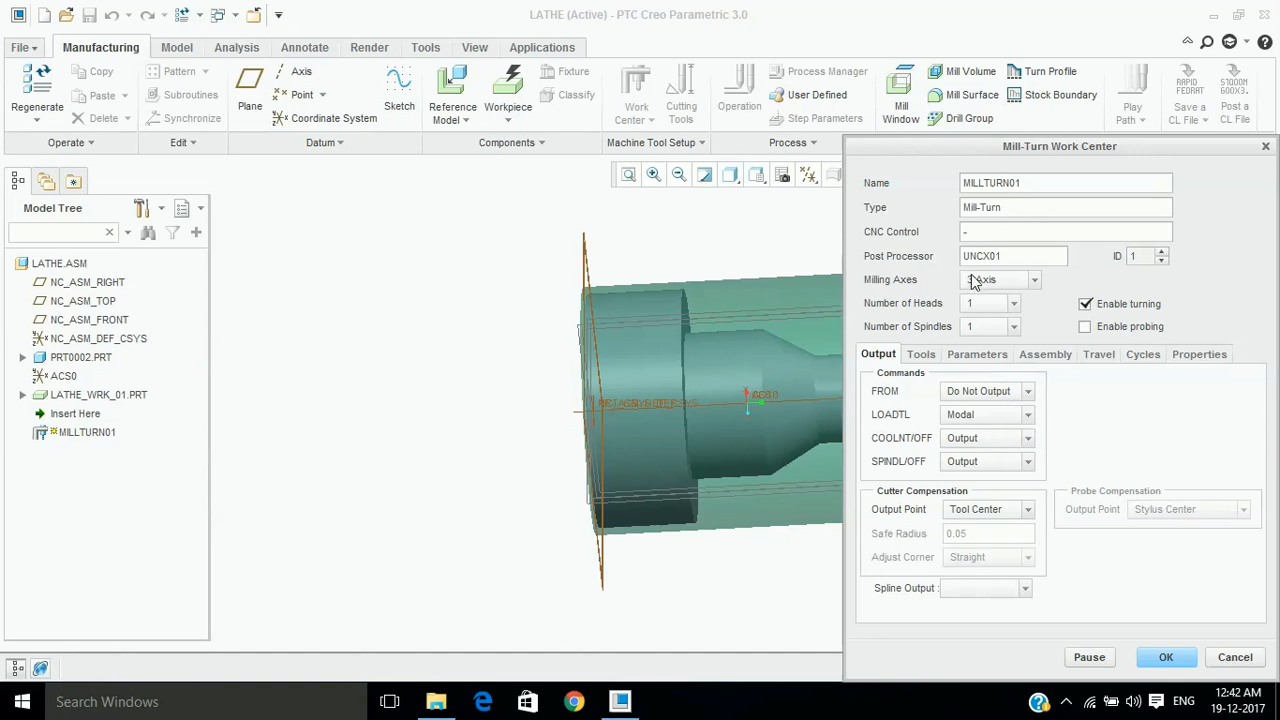 LATHE (Active) - PTC Creo Parametric 3.0
File Manufacturing Model Analysis Annotate Render Tools View Applications
Regenerate
Copy
Paste
Delete
Pattern
Subroutines
Synchronize
Plane
Axis
Point
Coordinate System
Sketch
Reference Model
Workpiece
Fixture
Classify
Work Center
Cutting Tools
Operation
Process Manager
User Defined
Step Parameters
Mill Window
Mill Volume
Mill Surface
Drill Group
Turn Profile
Stock Boundary
Play Path
RAPID
FEDRAT
Save a CL File
$TODDM
600X3.
Post a CL File
Operate Edit Datum Components Machine Tool Setup Process
Model Tree
LATHE.ASM
NC_ASM_RIGHT
NC_ASM_TOP
NC_ASM_FRONT
NC_ASM_DEF_CSYS
PRT0002.PRT
ACS0
LATHE_WRK_01.PRT
Insert Here
MILLTURN01
ACS0
Mill-Turn Work Center
Name MILLTURN01
Type Mill-Turn
CNC Control -
Post Processor UNCX01 ID 1
Milling Axes 3 Axis
Number of Heads 1 Enable turning
Number of Spindles 1 Enable probing
Output Tools Parameters Assembly Travel Cycles Properties
Commands
FROM Do Not Output
LOADTL Modal
COOLNT/OFF Output
SPINDL/OFF Output
Cutter Compensation
Output Point Tool Center
Safe Radius 0.05
Adjust Corner Straight
Probe Compensation
Output Point Stylus Center
Spline Output :
Pause OK Cancel
Search Windows
ENG
12:42 AM
19-12-2017